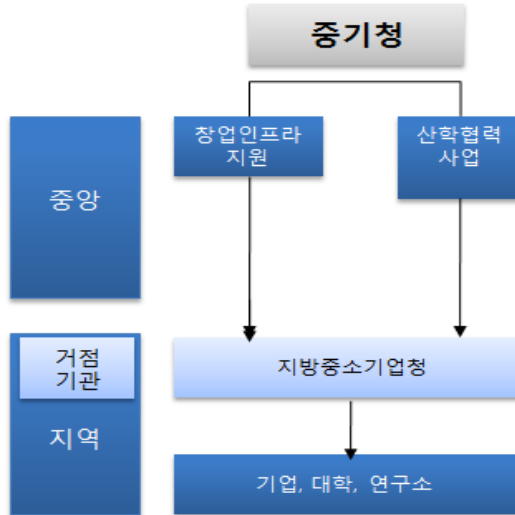 중기청
창업인프라
지원
산학협력
사업
중앙
거점
기관
지방중소기업청
지역
기업, 대학, 연구소